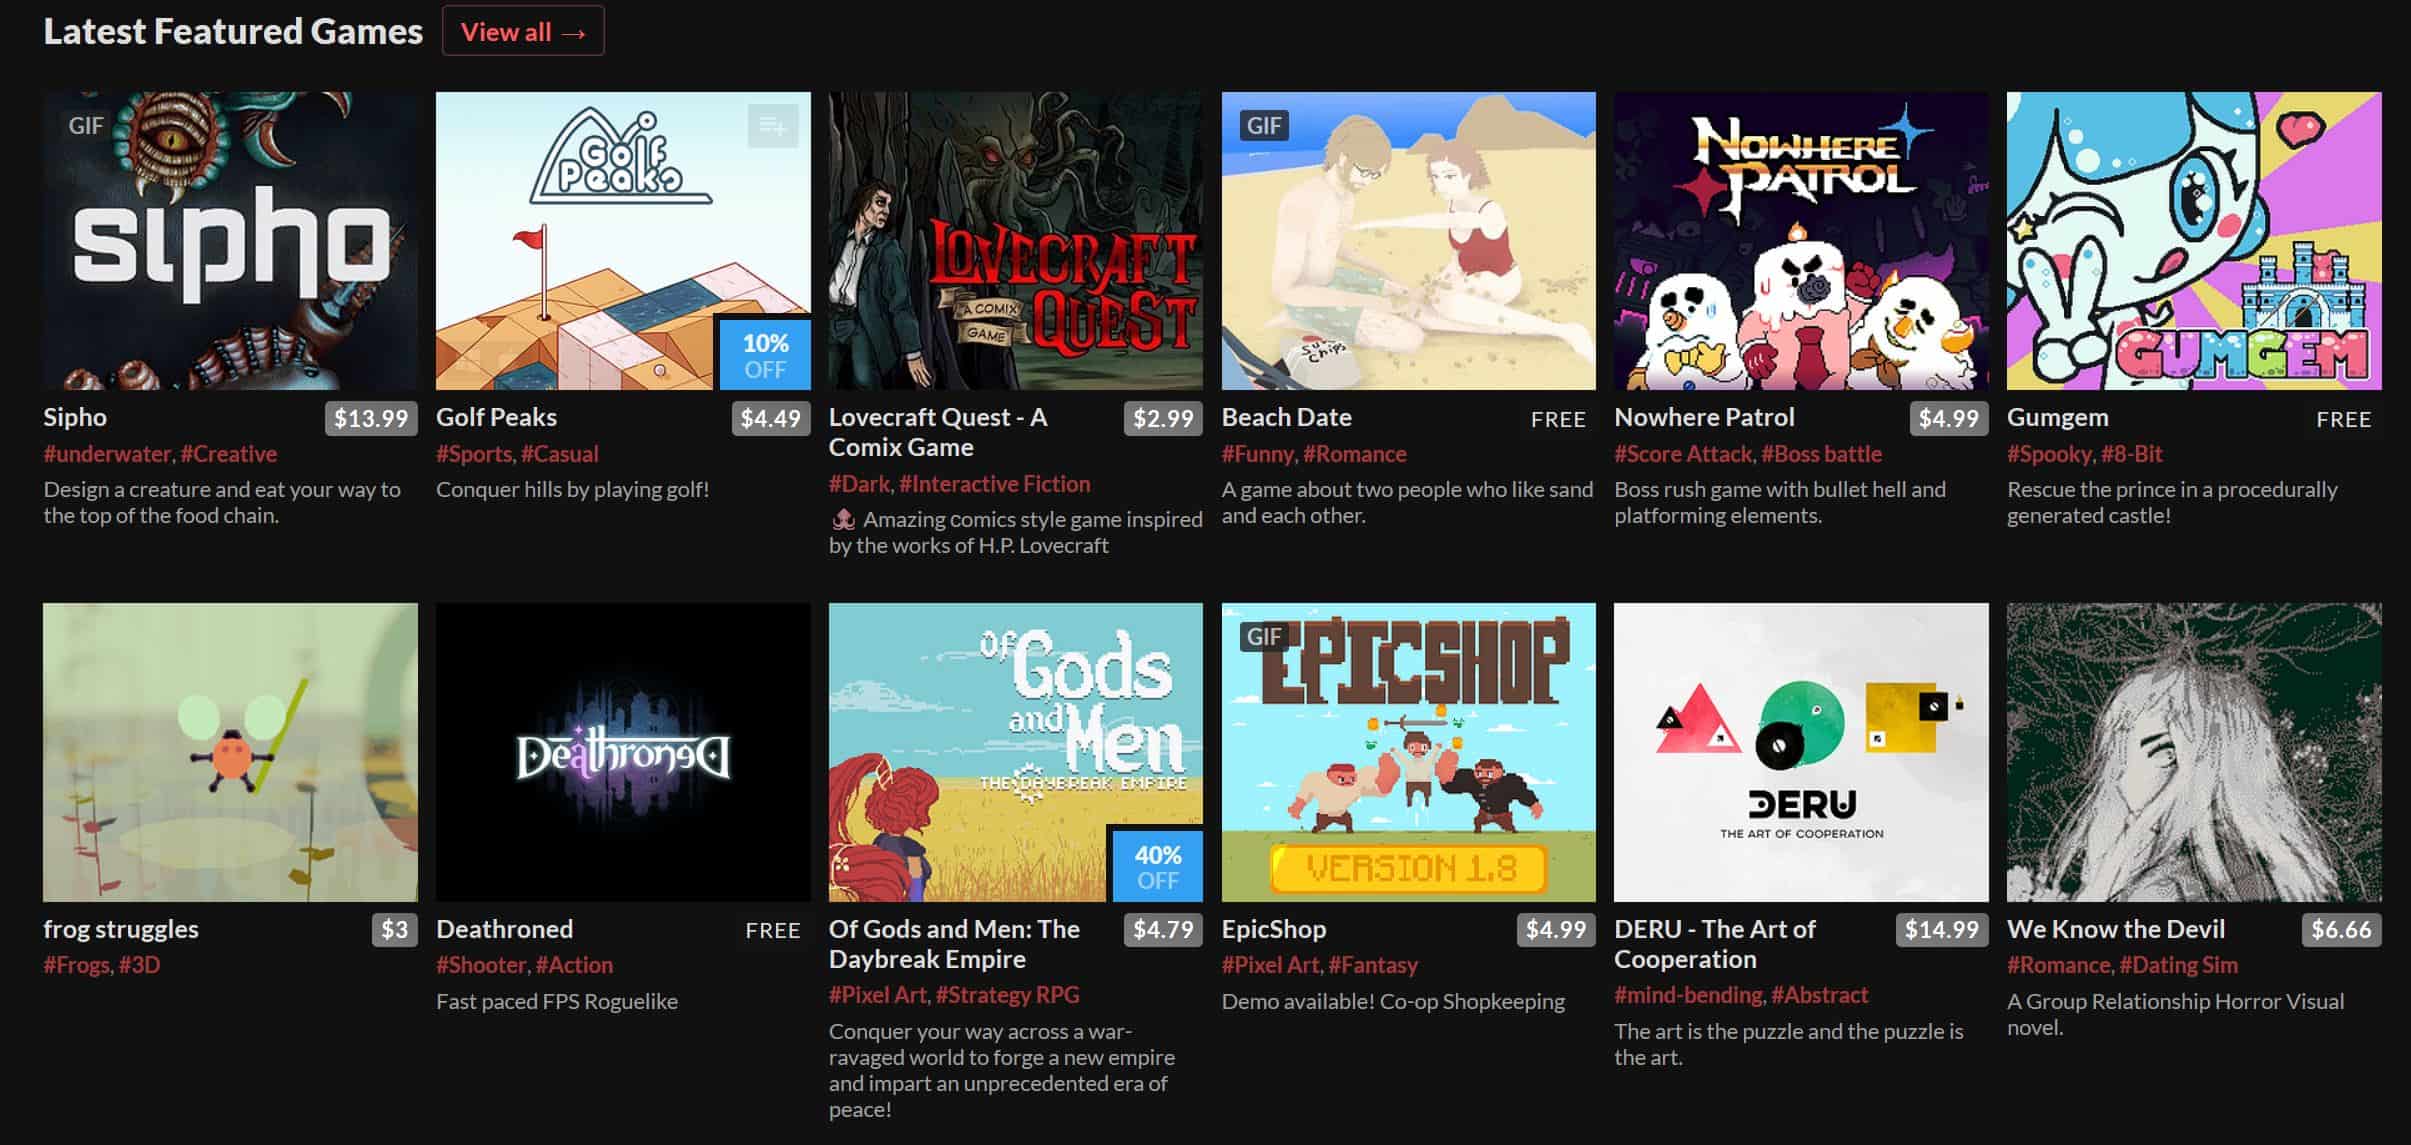 Latest Featured Games
View all →
GIF
sipho
Golf
Peaks
10%
OFF
LOVECRAFT
QUEST
A COMIX
GAME
GIF
Sun
Chips
NOWHERE
PATROL
GUMGEM
Sipho
$13.99
#underwater, #Creative
Design a creature and eat your way to
the top of the food chain.
Golf Peaks
$4.49
#Sports, #Casual
Conquer hills by playing golf!
Lovecraft Quest - A
Comix Game
$2.99
#Dark, #Interactive Fiction
🐙 Amazing comics style game inspired
by the works of H.P. Lovecraft
Beach Date
FREE
#Funny, #Romance
A game about two people who like sand
and each other.
Nowhere Patrol
$4.99
#Score Attack, #Boss battle
Boss rush game with bullet hell and
platforming elements.
Gumgem
FREE
#Spooky, #8-Bit
Rescue the prince in a procedurally
generated castle!
Deathroned
of Gods
and Men
THE DAYBREAK EMPIRE
40%
OFF
GIF
EPICSHOP
VERSION 1.8
DERU
THE ART OF COOPERATION
frog struggles
$3
#Frogs, #3D
Deathroned
FREE
#Shooter, #Action
Fast paced FPS Roguelike
Of Gods and Men: The
Daybreak Empire
$4.79
#Pixel Art, #Strategy RPG
Conquer your way across a war-
ravaged world to forge a new empire
and impart an unprecedented era of
peace!
EpicShop
$4.99
#Pixel Art, #Fantasy
Demo available! Co-op Shopkeeping
DERU - The Art of
Cooperation
$14.99
#mind-bending, #Abstract
The art is the puzzle and the puzzle is
the art.
We Know the Devil
$6.66
#Romance, #Dating Sim
A Group Relationship Horror Visual
novel.